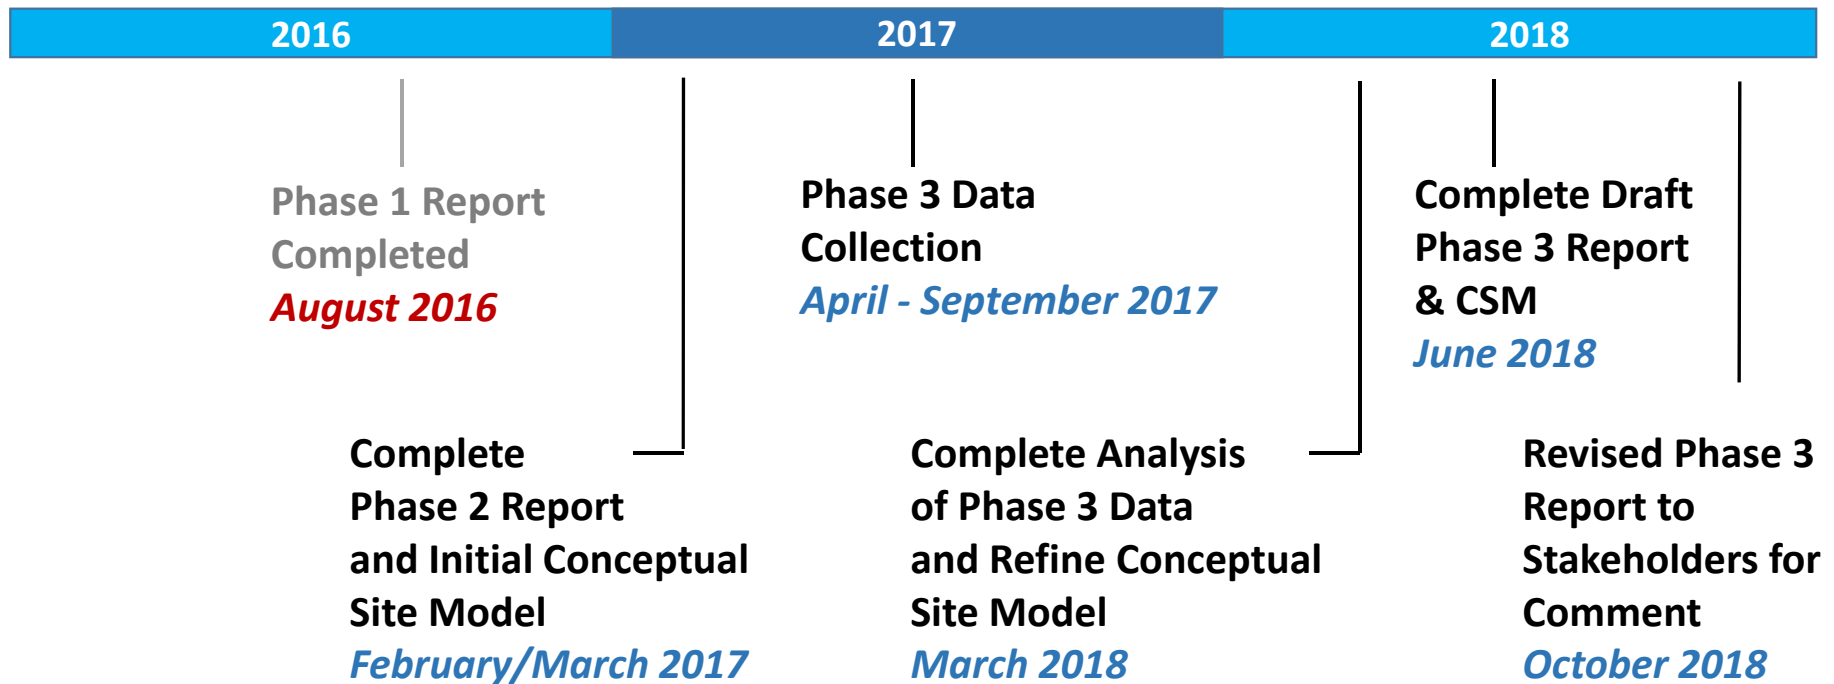 2016
2017
2018
Phase 1 Report
Completed
August 2016
Phase 3 Data
Collection
April - September 2017
Complete Draft
Phase 3 Report
& CSM
June 2018
Complete
Phase 2 Report
and Initial Conceptual
Site Model
February/March 2017
Complete Analysis
of Phase 3 Data
and Refine Conceptual
Site Model
March 2018
Revised Phase 3
Report to
Stakeholders for
Comment
October 2018